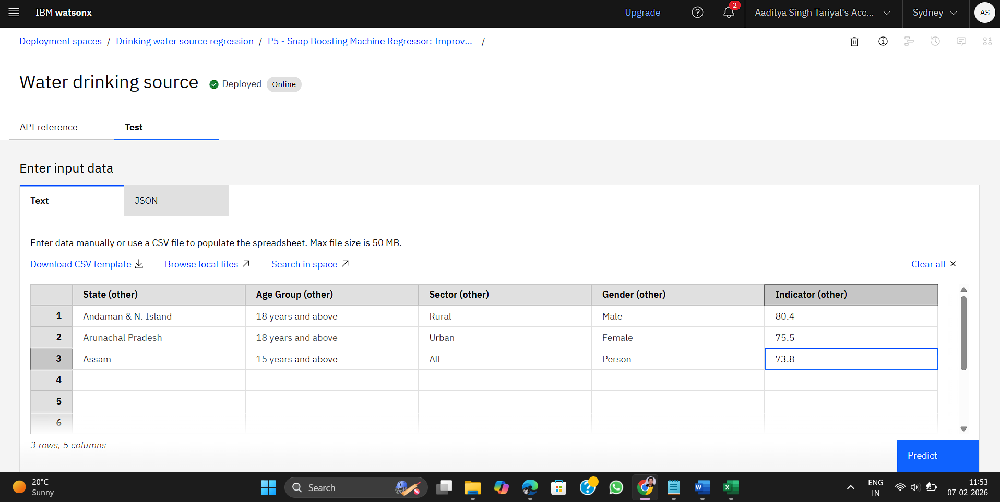 IBM watsonx
Upgrade
2
Aaditya Singh Tariyal's Acc...
Sydney
AS
Deployment spaces / Drinking water source regression / P5 - Snap Boosting Machine Regressor: Improv... /
Water drinking source
Deployed
Online
API reference
Test
Enter input data
Text
JSON
Enter data manually or use a CSV file to populate the spreadsheet. Max file size is 50 MB.
Download CSV template
Browse local files
Search in space
Clear all
State (other) Age Group (other) Sector (other) Gender (other) Indicator (other)
1 Andaman & N. Island 18 years and above Rural Male 80.4
2 Arunachal Pradesh 18 years and above Urban Female 75.5
3 Assam 15 years and above All Person 73.8
4
5
6
3 rows, 5 columns
Predict
20°C
Sunny
Search
ENG
IN
11:53
07-02-2026